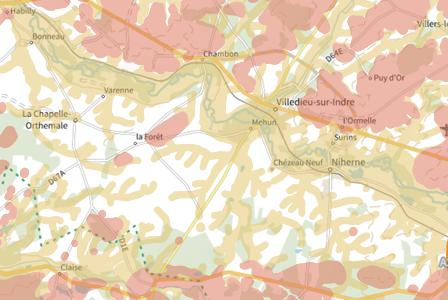 Habilly
Villers-l
Bonneau
Chambon
D64E
Puy d'Or
Varenne
Villedieu-sur-Indre
La Chapelle-
Orthemale
l'Ormelle
Mehun
la Forêt
Surins
Chézeau Neuf
Niherne
D67A
Claise